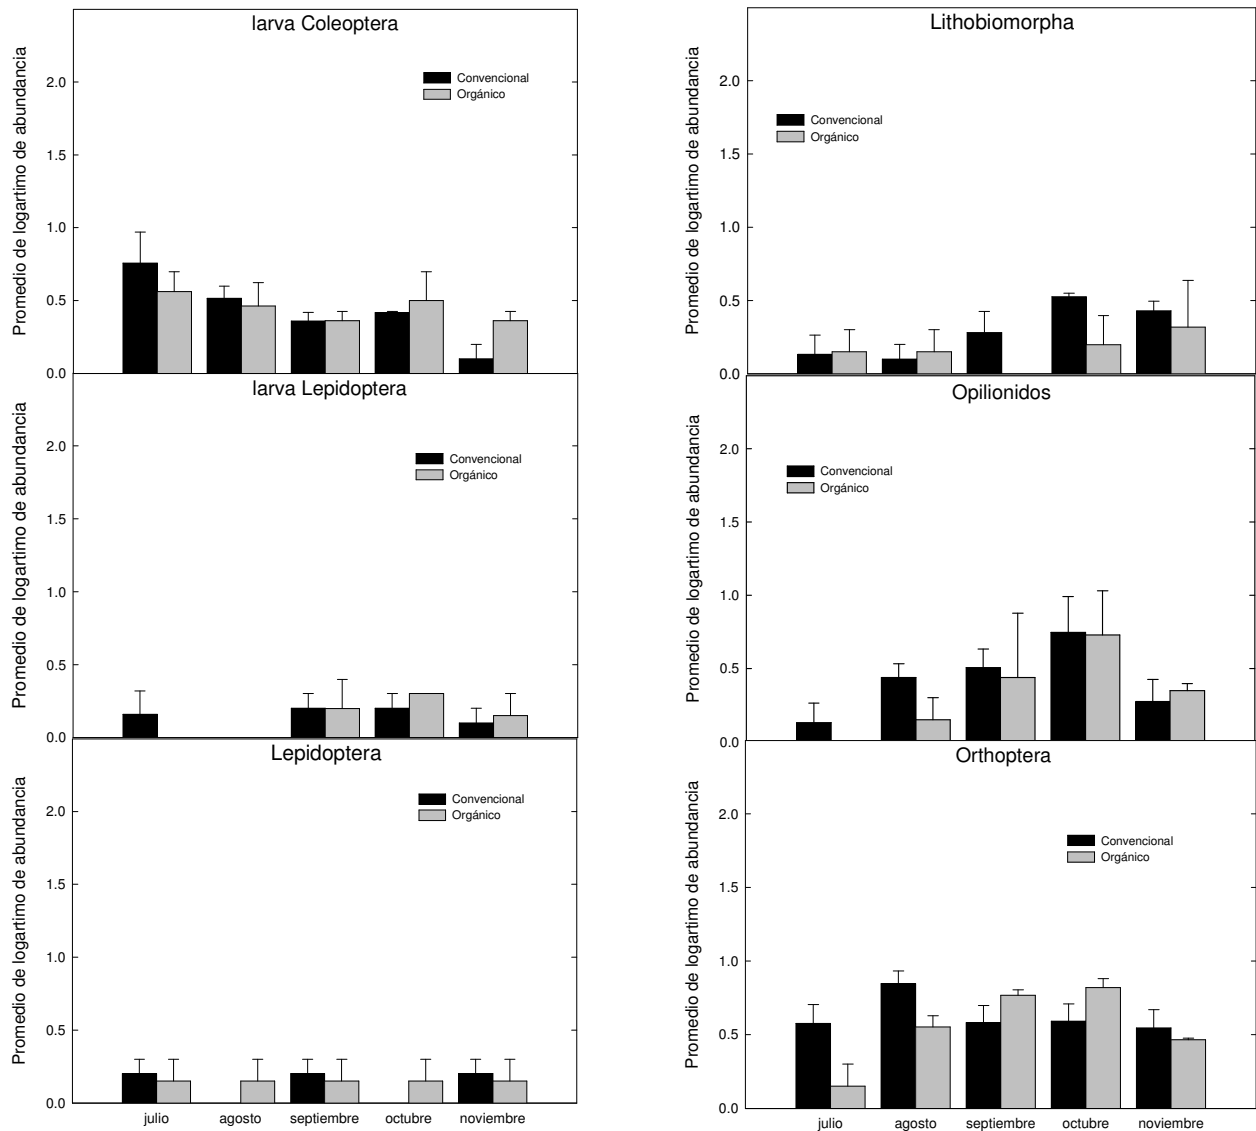 larva Coleoptera
Promedio de logartimo de abundancia
2.0
1.5
1.0
0.5
0.0
Convencional
Orgánico
larva Lepidoptera
Promedio de logartimo de abundancia
2.0
1.5
1.0
0.5
0.0
Convencional
Orgánico
Lepidoptera
Promedio de logartimo de abundancia
2.0
1.5
1.0
0.5
0.0
Convencional
Orgánico
julio agosto septiembre octubre noviembre
Lithobiomorpha
Promedio de logartimo de abundancia
2.0
1.5
1.0
0.5
0.0
Convencional
Orgánico
Opilionidos
Promedio de logartimo de abundancia
2.0
1.5
1.0
0.5
0.0
Convencional
Orgánico
Orthoptera
Promedio de logartimo de abundancia
2.0
1.5
1.0
0.5
0.0
Convencional
Orgánico
julio agosto septiembre octubre noviembre